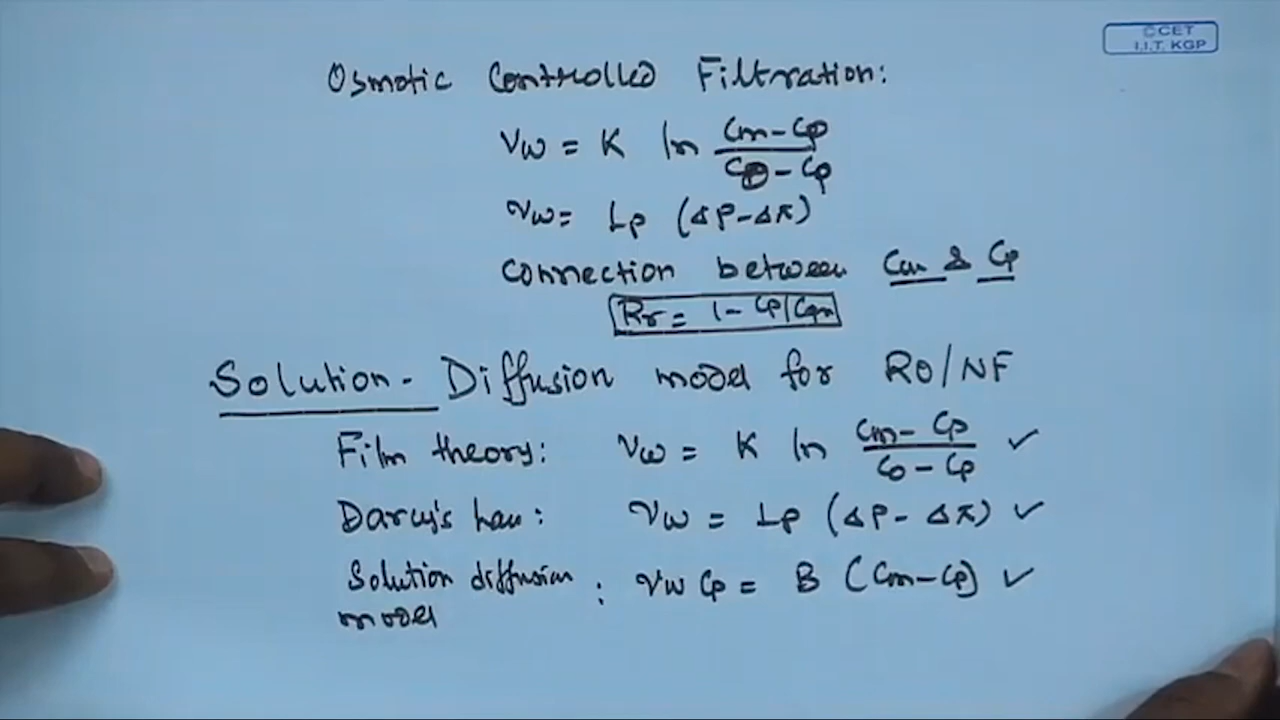 ©CET
I.I.T. KGP
Osmotic Controlled Filtration:
Vw = K ln (Cm - Cp) / (C0 - Cp)
Vw = Lp (ΔP - Δπ)
Connection between Cm & Cp
Rr = 1 - Cp/Cm
Solution - Diffusion model for RO/NF
Film theory: Vw = K ln (Cm - Cp) / (C0 - Cp) ✓
Darcy's law: Vw = Lp (ΔP - Δπ) ✓
Solution diffusion model : Vw Cp = B (Cm - Cp) ✓